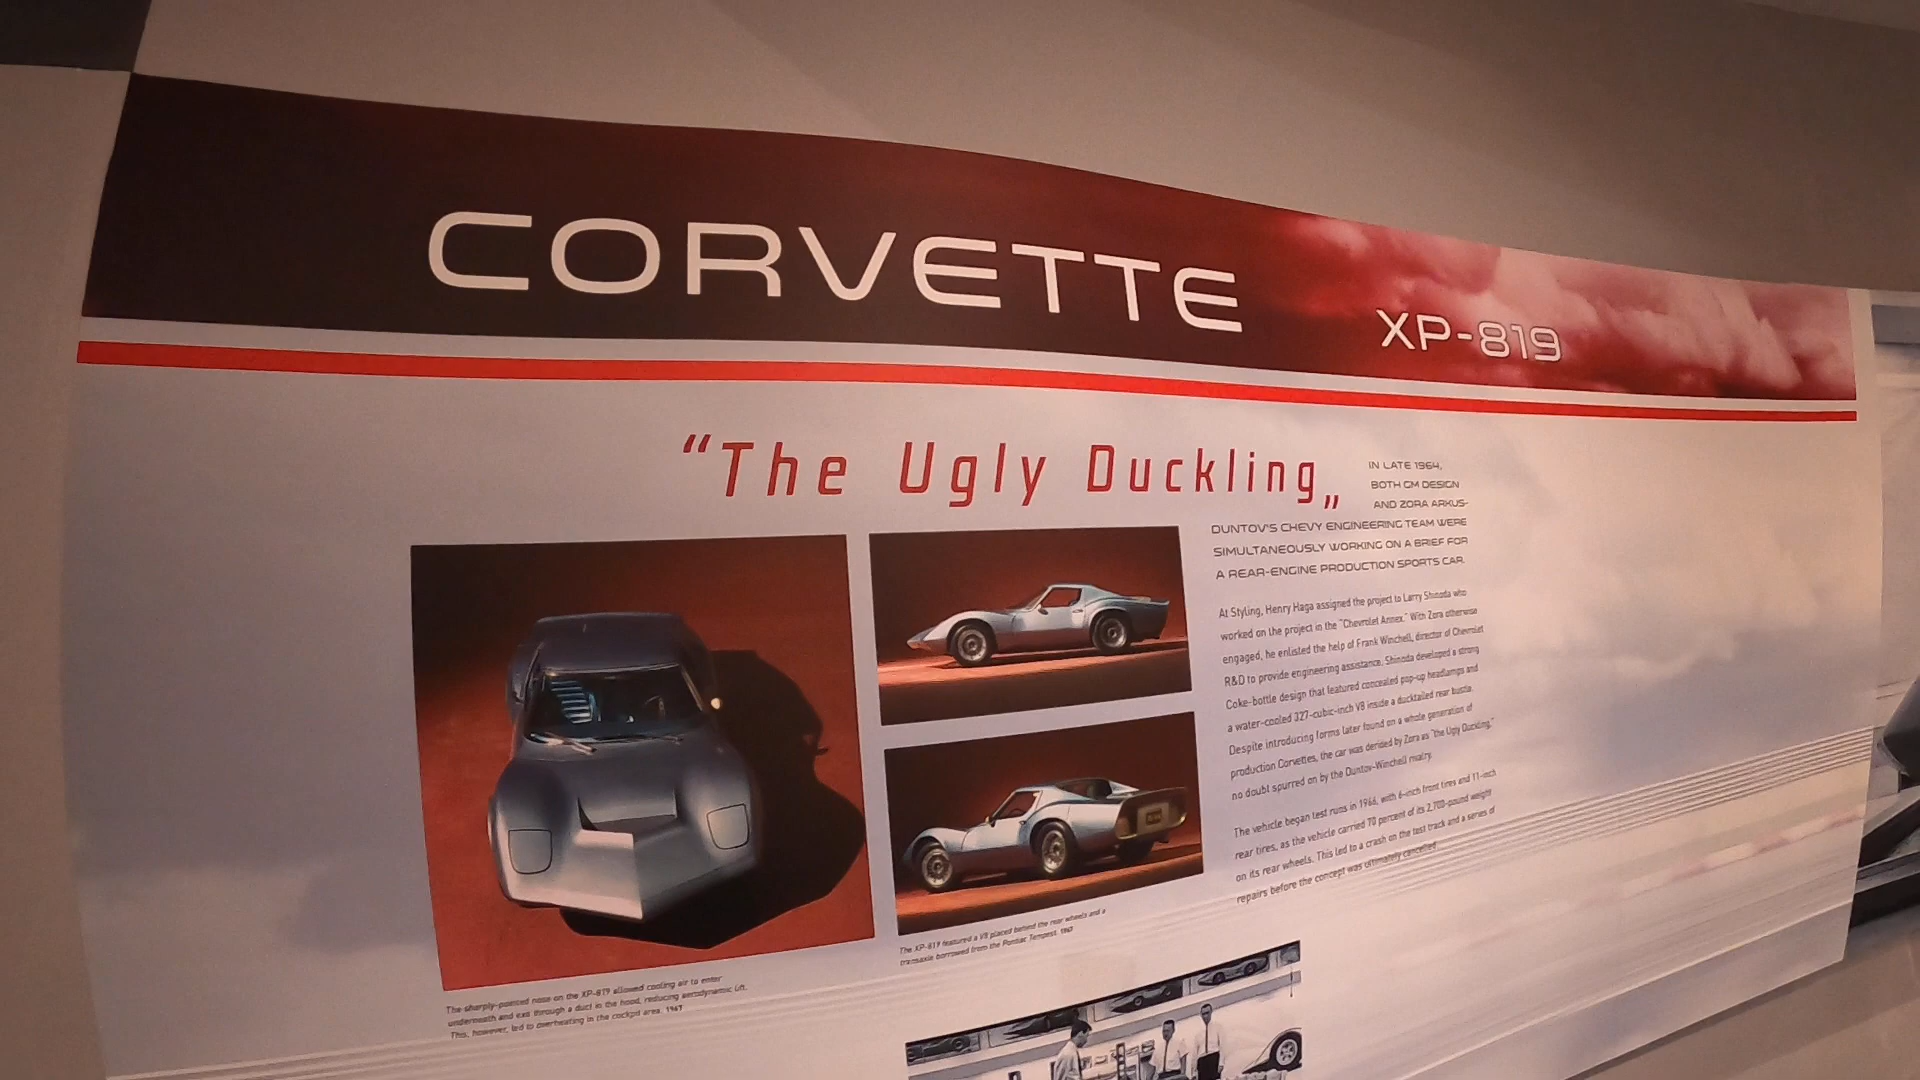 CORVETTE
XP-819
“The Ugly Duckling„
IN LATE 1964,
BOTH GM DESIGN
AND ZORA ARKUS-
DUNTOV'S CHEVY ENGINEERING TEAM WERE
SIMULTANEOUSLY WORKING ON A BRIEF FOR
A REAR-ENGINE PRODUCTION SPORTS CAR.
At Styling, Henry Haga assigned the project to Larry Shinoda who
worked on the project in the "Chevrolet Annex." With Zora otherwise
engaged, he enlisted the help of Frank Winchell, director of Chevrolet
R&D to provide engineering assistance. Shinoda developed a strong
Coke-bottle design that featured concealed pop-up headlamps and
a water-cooled 327-cubic-inch V8 inside a ducktailed rear bustle.
Despite introducing forms later found on a whole generation of
production Corvettes, the car was derided by Zora as "the Ugly Duckling,"
no doubt spurred on by the Duntov-Winchell rivalry.
The vehicle began test runs in 1966, with 6-inch front tires and 11-inch
rear tires, as the vehicle carried 70 percent of its 2,700-pound weight
on its rear wheels. This led to a crash on the test track and a series of
repairs before the concept was ultimately cancelled.
The XP-819 featured a V8 placed behind the rear wheels and a
transaxle borrowed from the Pontiac Tempest. 1967
The sharply-pointed nose on the XP-819 allowed cooling air to enter
underneath and exit through a duct in the hood, reducing aerodynamic lift.
This, however, led to overheating in the cockpit area. 1967